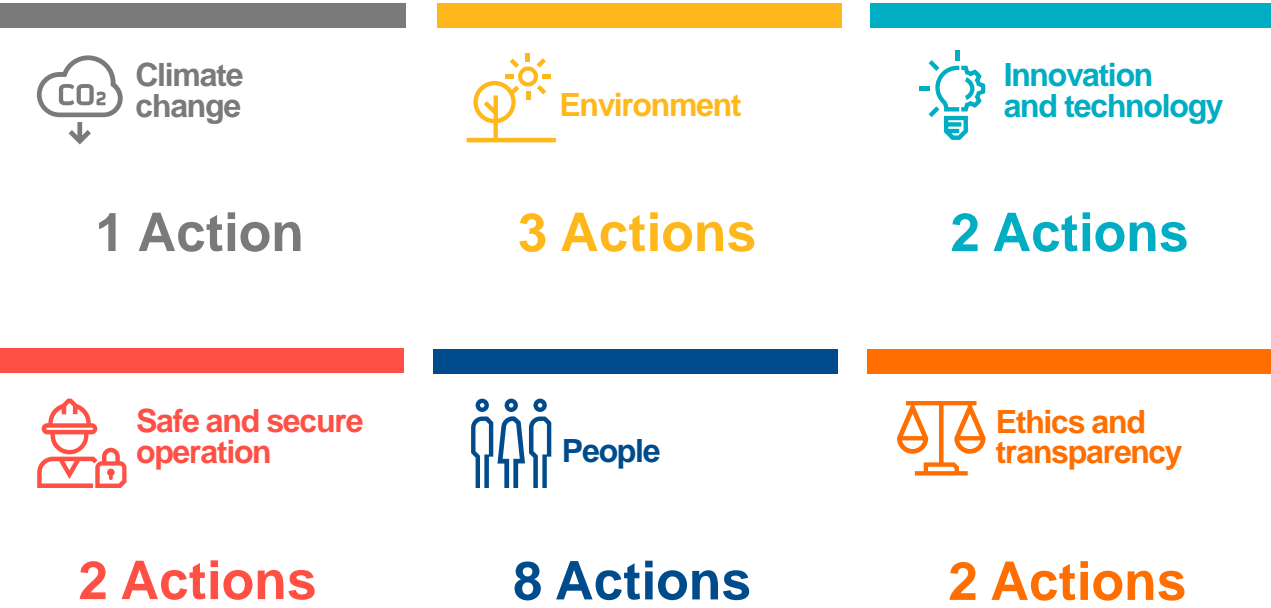 CO₂
Climate
change
Environment
Innovation
and technology
1 Action
3 Actions
2 Actions
Safe and secure
operation
People
Ethics and
transparency
2 Actions
8 Actions
2 Actions